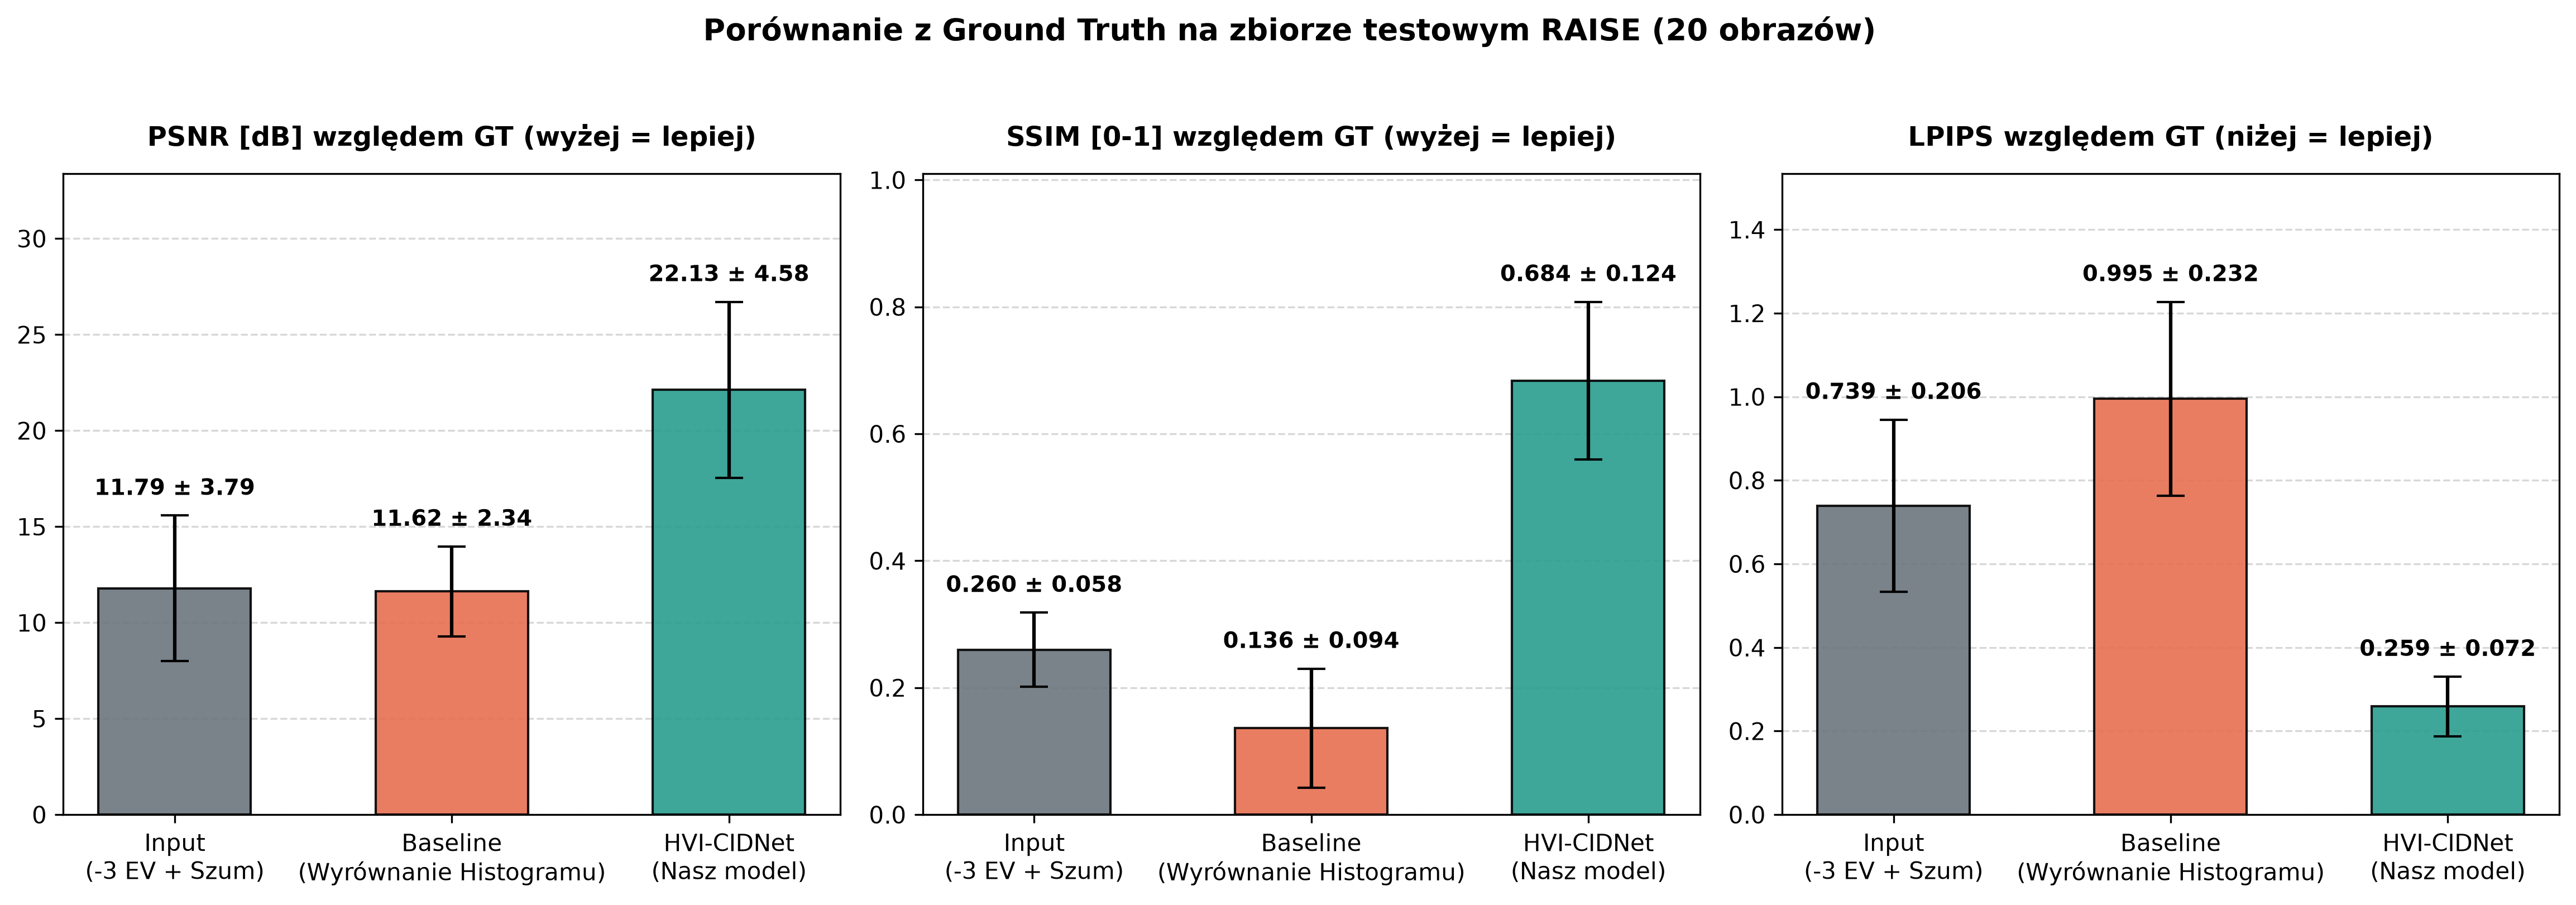 Porównanie z Ground Truth na zbiorze testowym RAISE (20 obrazów)
PSNR [dB] względem GT (wyżej = lepiej)
30
25
20
15
10
5
0
11.79 ± 3.79
11.62 ± 2.34
22.13 ± 4.58
Input
(-3 EV + Szum)
Baseline
(Wyrównanie Histogramu)
HVI-CIDNet
(Nasz model)
SSIM [0-1] względem GT (wyżej = lepiej)
1.0
0.8
0.6
0.4
0.2
0.0
0.260 ± 0.058
0.136 ± 0.094
0.684 ± 0.124
Input
(-3 EV + Szum)
Baseline
(Wyrównanie Histogramu)
HVI-CIDNet
(Nasz model)
LPIPS względem GT (niżej = lepiej)
1.4
1.2
1.0
0.8
0.6
0.4
0.2
0.0
0.739 ± 0.206
0.995 ± 0.232
0.259 ± 0.072
Input
(-3 EV + Szum)
Baseline
(Wyrównanie Histogramu)
HVI-CIDNet
(Nasz model)